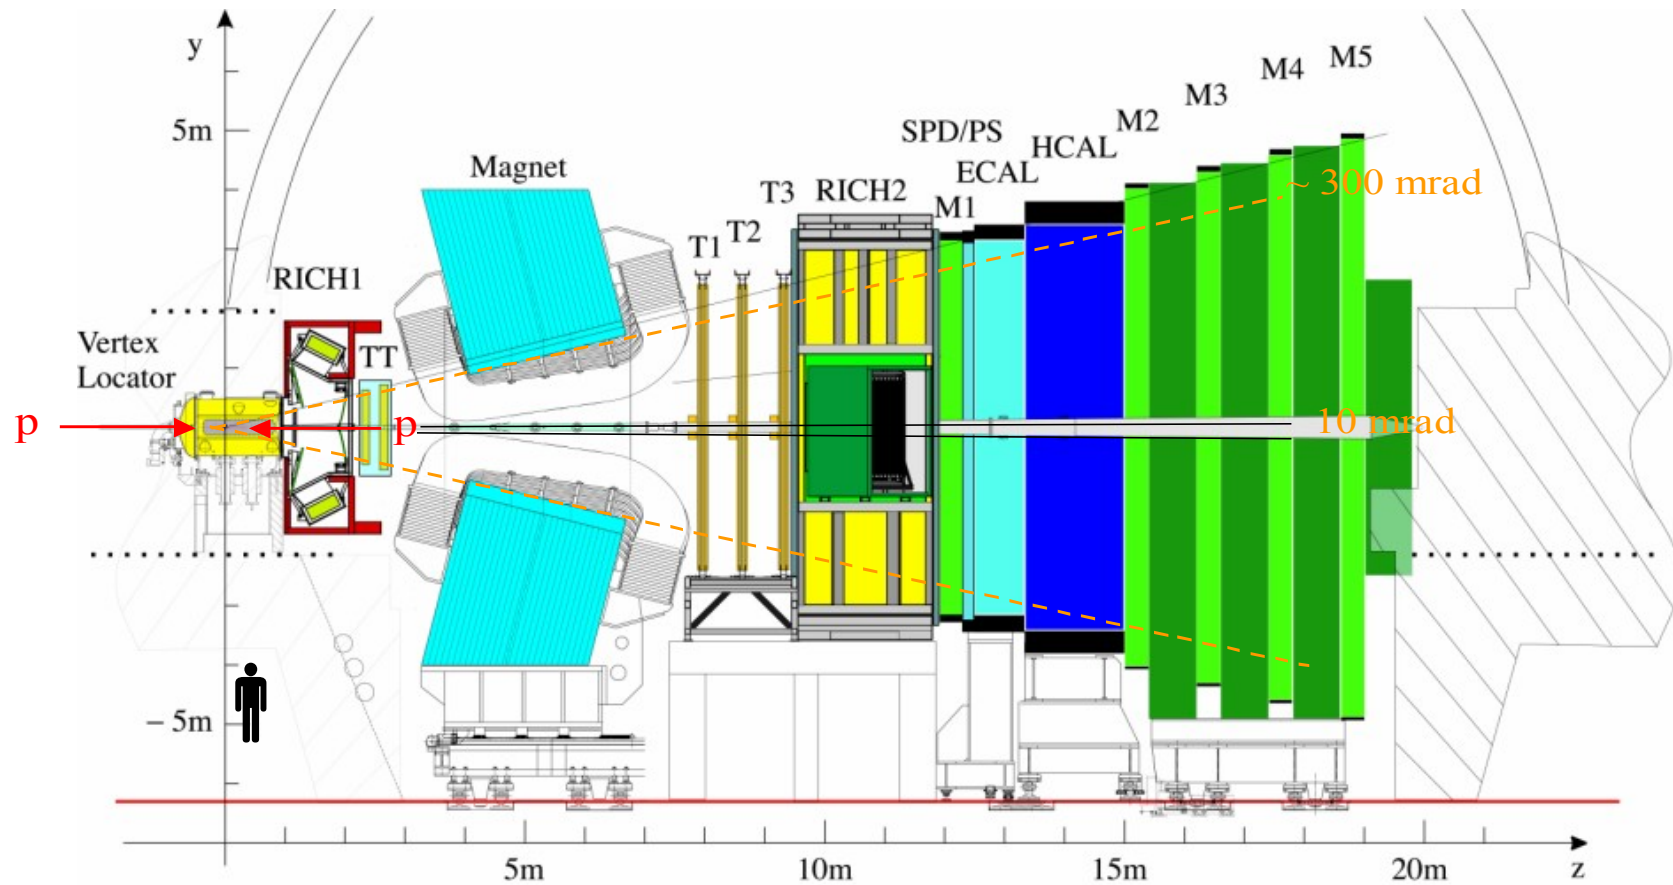 y
5m
Magnet
RICH1
Vertex
Locator
TT
T1
T2
T3
RICH2
SPD/PS
M1
ECAL
HCAL
M2
M3
M4
M5
~ 300 mrad
p
p
10 mrad
– 5m
5m
10m
15m
20m
z